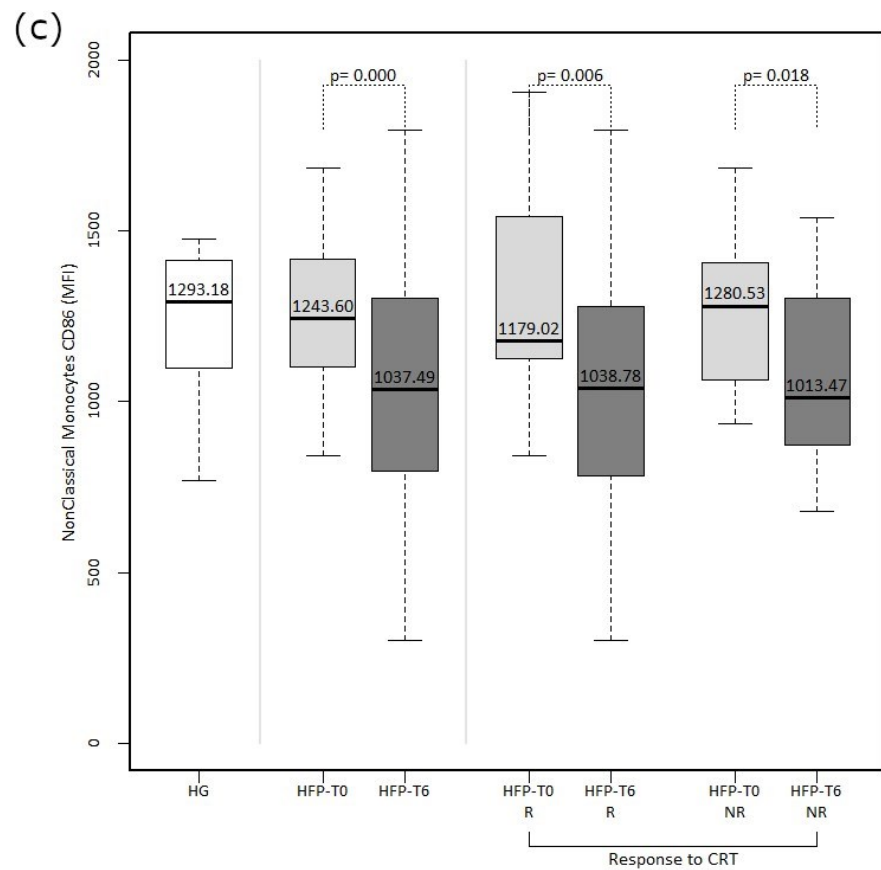 (c)
NonClassical Monocytes CD86 (MFI)
2000
1500
1000
500
0
p= 0.000
p= 0.006
p= 0.018
1293.18
1243.60
1037.49
1179.02
1038.78
1280.53
1013.47
HG
HFP-T0
HFP-T6
HFP-T0
R
HFP-T6
R
HFP-T0
NR
HFP-T6
NR
Response to CRT